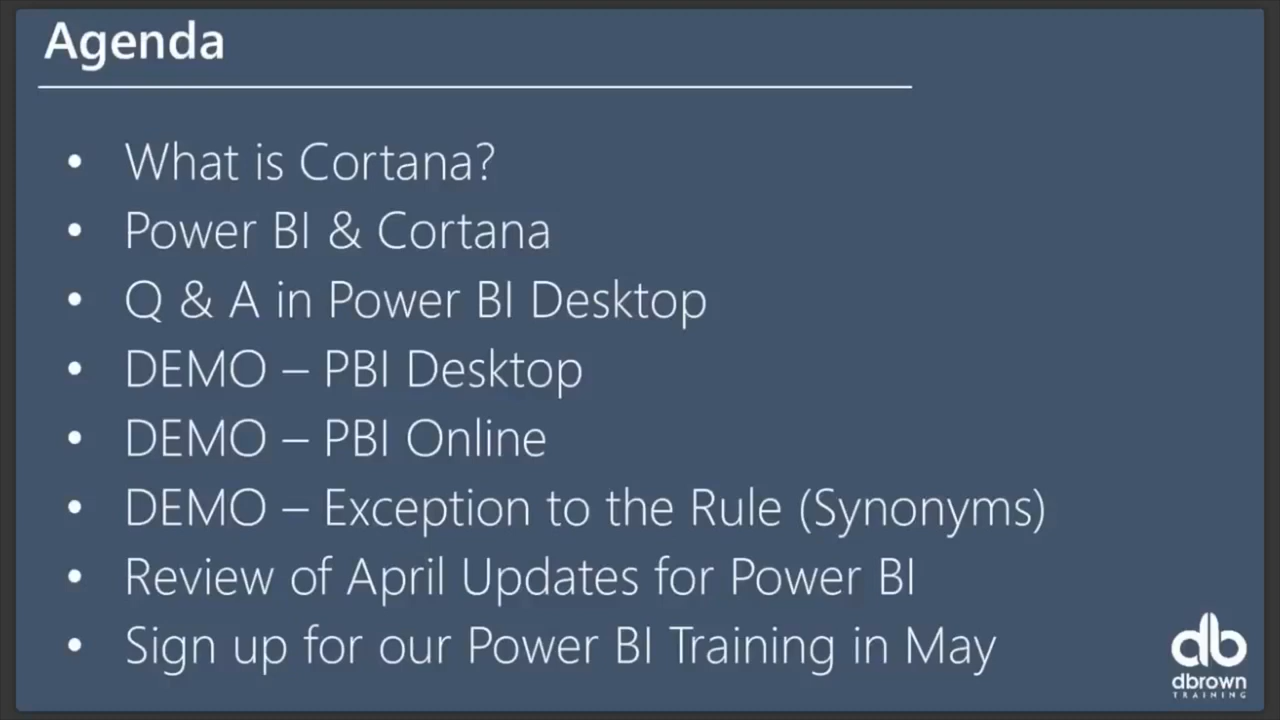 Agenda
• What is Cortana?
• Power BI & Cortana
• Q & A in Power BI Desktop
• DEMO – PBI Desktop
• DEMO – PBI Online
• DEMO – Exception to the Rule (Synonyms)
• Review of April Updates for Power BI
• Sign up for our Power BI Training in May
db
dbrown
TRAINING